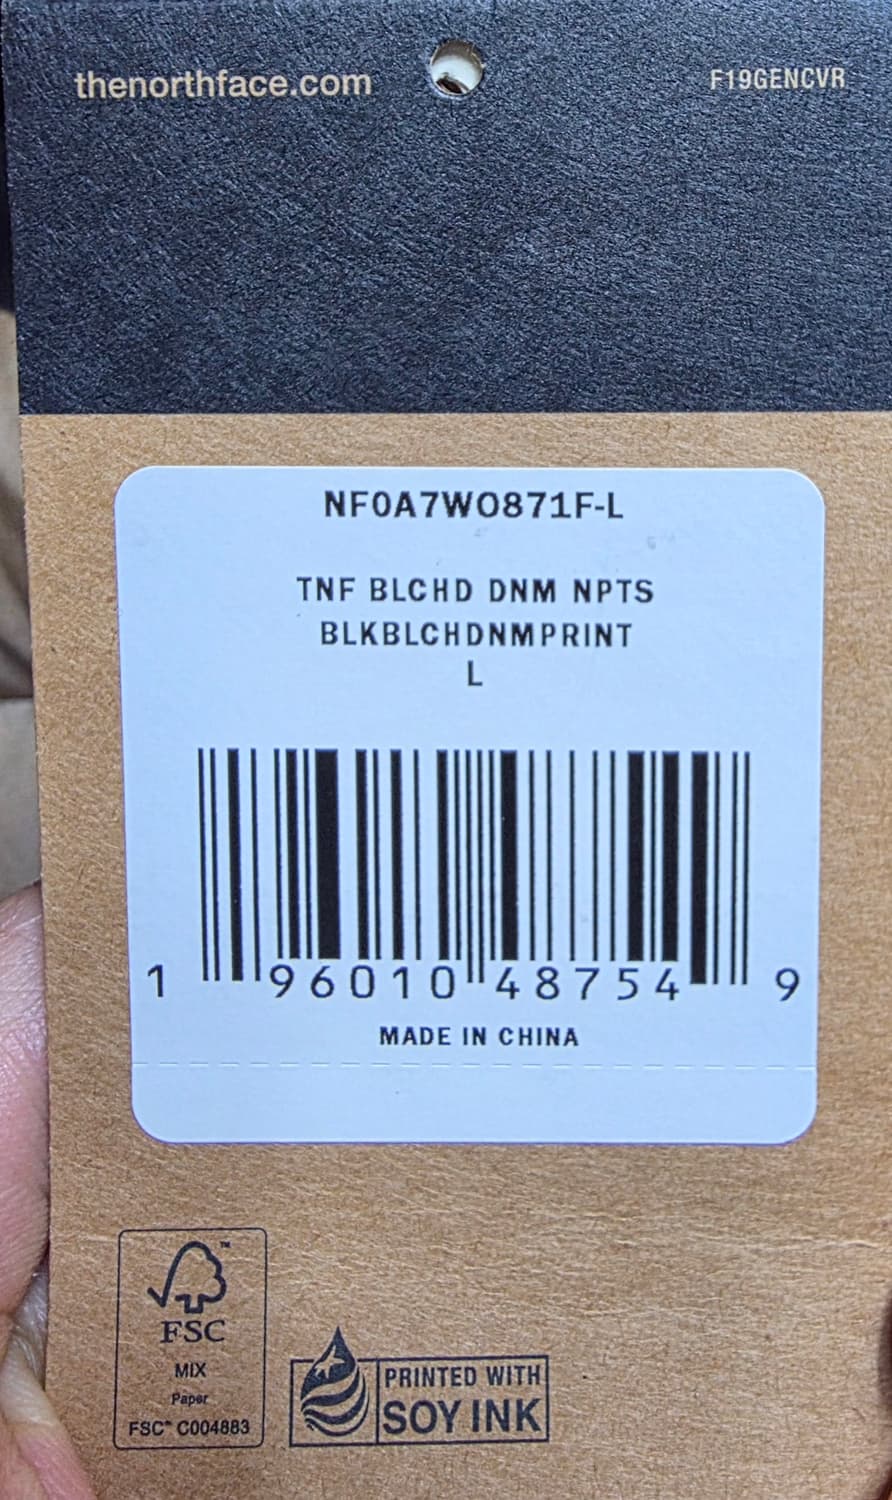 thenorthface.com
F19GENCVR
NF0A7WO871F-L
TNF BLCHD DNM NPTS
BLKBLCHDNMPRINT
L
1 96010 48754 9
MADE IN CHINA
™
FSC
MIX
Paper
FSC® C004883
PRINTED WITH
SOY INK